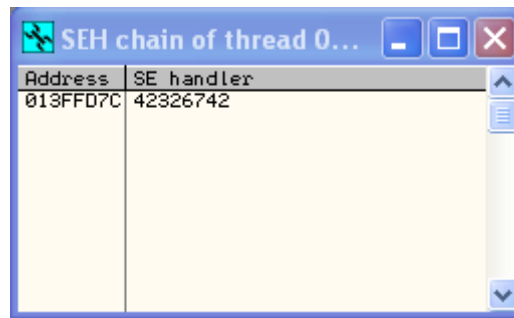 SEH chain of thread 0...
Address SE handler
013FFD7C 42326742